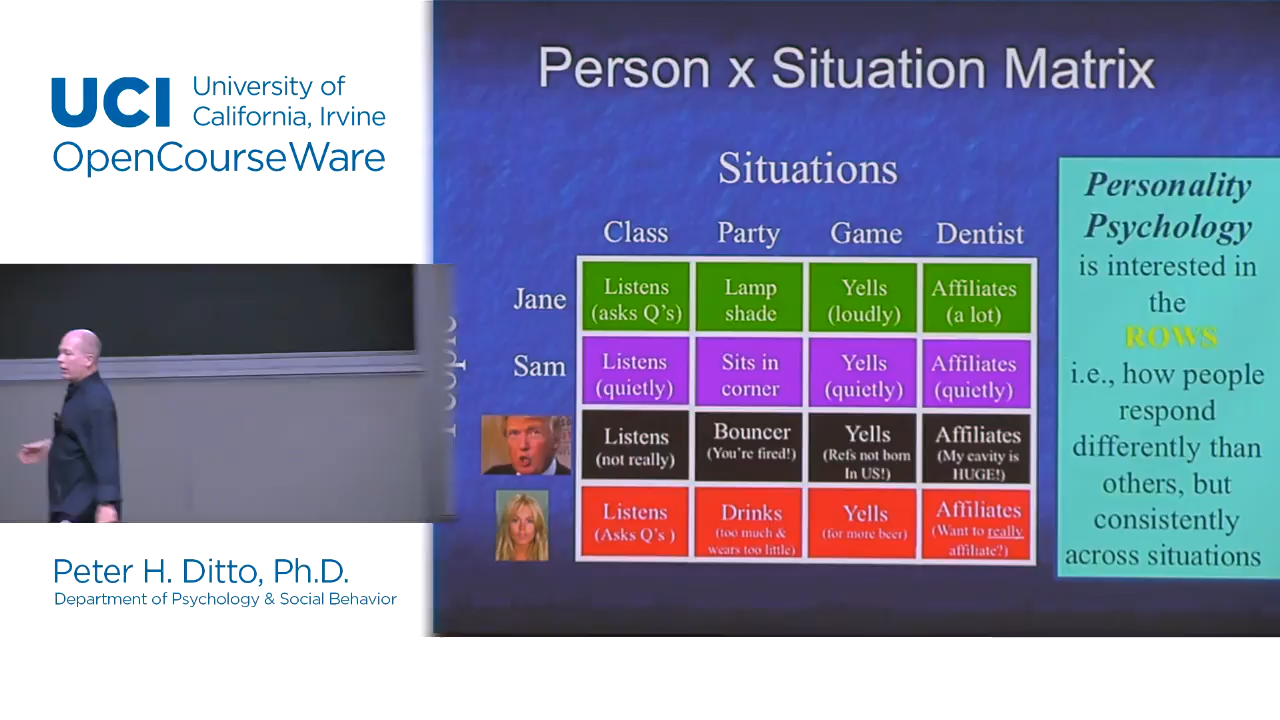 UCI University of
California, Irvine
OpenCourseWare
Peter H. Ditto, Ph.D.
Department of Psychology & Social Behavior
Person x Situation Matrix
Situations
Class Party Game Dentist
People
Jane
Listens
(asks Q's)
Lamp
shade
Yells
(loudly)
Affiliates
(a lot)
Sam
Listens
(quietly)
Sits in
corner
Yells
(quietly)
Affiliates
(quietly)
Listens
(not really)
Bouncer
(You're fired!)
Yells
(Refs not born
In US!)
Affiliates
(My cavity is
HUGE!)
Listens
(Asks Q's )
Drinks
(too much &
wears too little)
Yells
(for more beer)
Affiliates
(Want to really
affiliate?)
Personality
Psychology
is interested in
the
ROWS
i.e., how people
respond
differently than
others, but
consistently
across situations